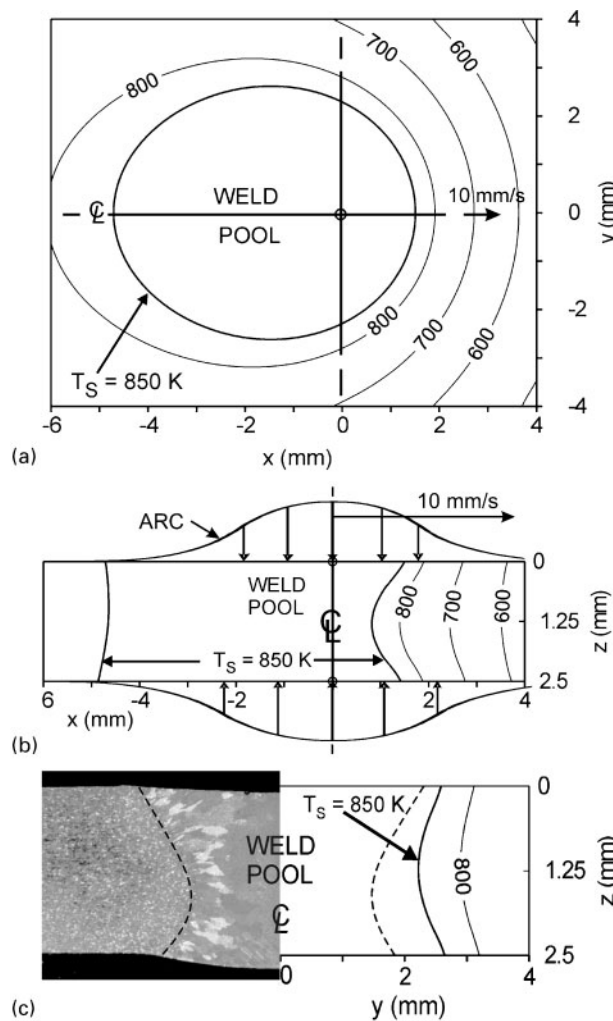 4
700
600
800
2
WELD
10 mm/s
℄
0
POOL
y (mm)
800
-2
700
T_S = 850 K
600
-4
-6
-4
-2
0
2
4
(a)
x (mm)
10 mm/s
ARC
0
WELD
POOL
℄
800
700
600
1.25
z (mm)
T_S = 850 K
2.5
6
x (mm)
-4
-2
0
2
4
(b)
T_S = 850 K
0
WELD
POOL
℄
800
1.25
z (mm)
2.5
0
2
4
(c)
y (mm)